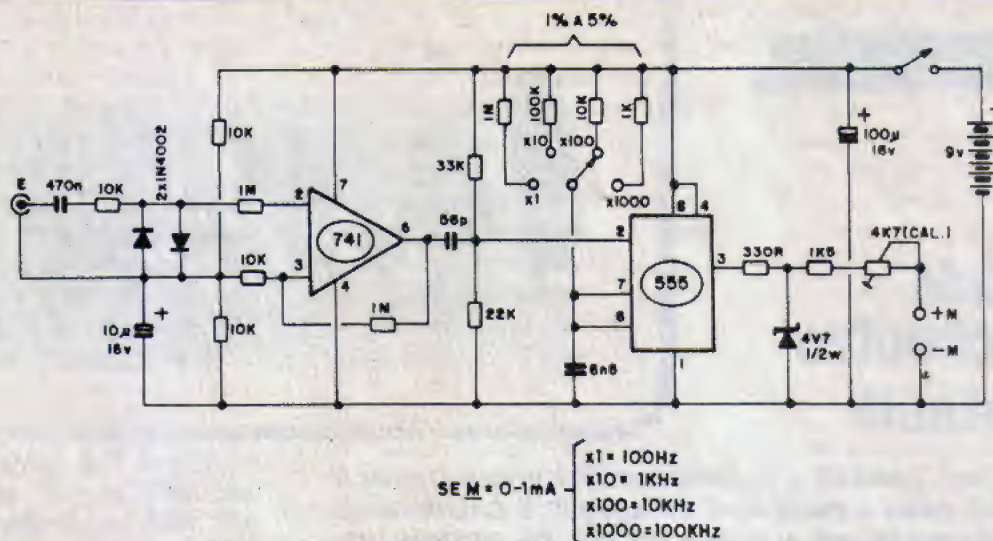 1% A 5%
1M
100K
10K
1K
x10
x100
x1
x1000
10K
2x1N4002
E
470n
10K
1M
2
7
741
6
56p
33K
10K
3
4
1M
22K
10K
10µ
16v
+
8
4
2
7
6
555
3
1
6n6
330R
1K5
4K7(CAL.)
4V7
1/2w
+M
-M
+
100µ
16v
9v
SE M = 0-1mA
x1 = 100Hz
x10 = 1KHz
x100 = 10KHz
x1000 = 100KHz